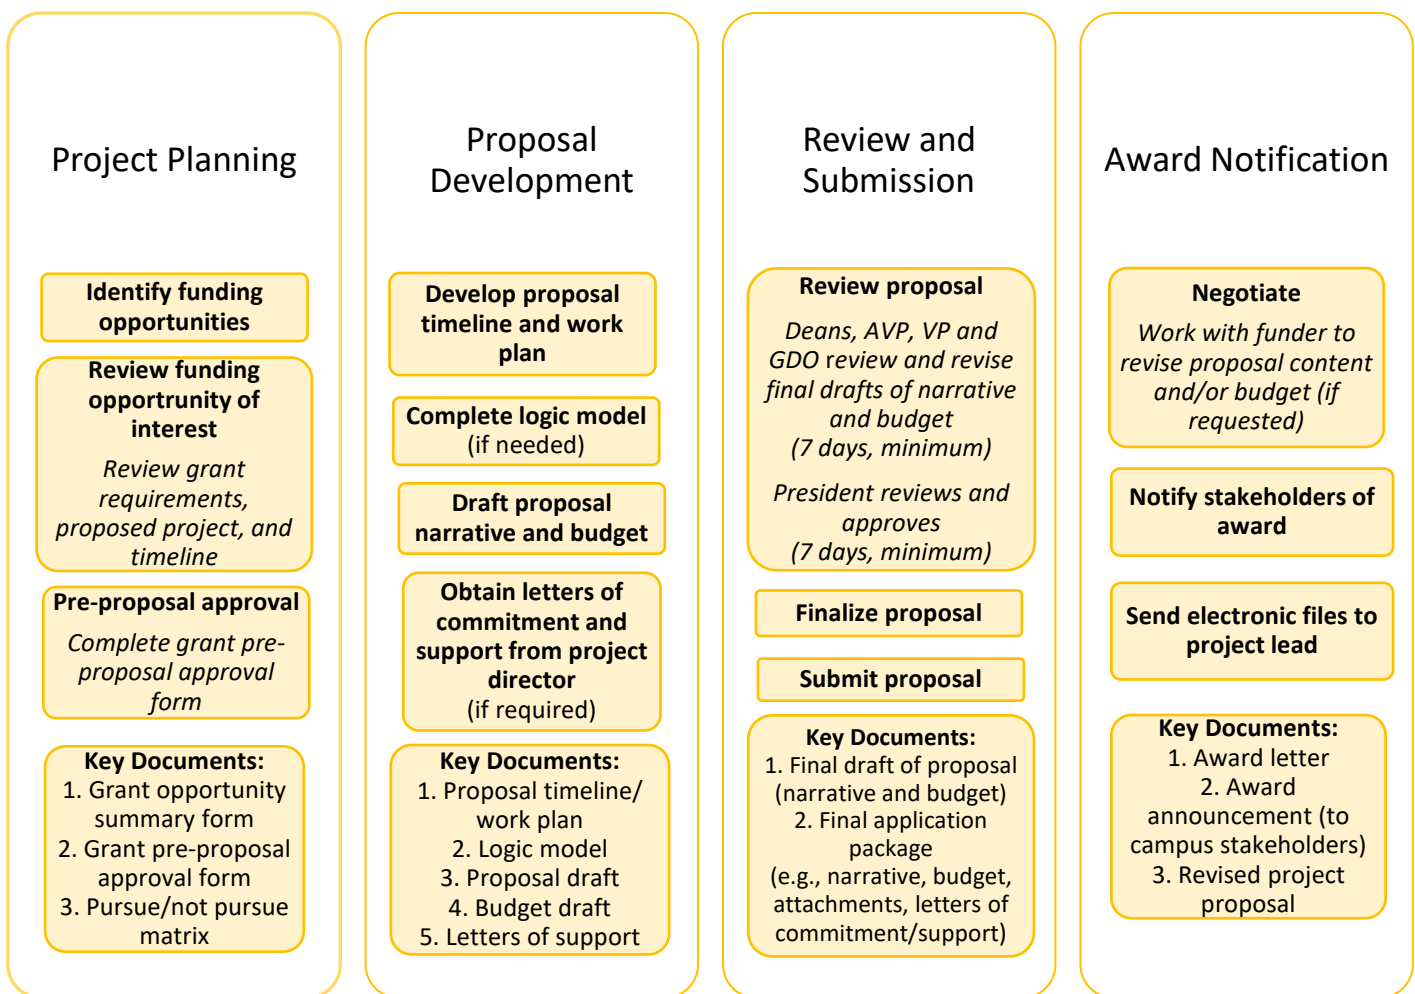 Project Planning
Identify funding
opportunities
Review funding
opportrunity of
interest
Review grant
requirements,
proposed project, and
timeline
Pre-proposal approval
Complete grant pre-
proposal approval
form
Key Documents:
1. Grant opportunity
summary form
2. Grant pre-proposal
approval form
3. Pursue/not pursue
matrix
Proposal
Development
Develop proposal
timeline and work
plan
Complete logic model
(if needed)
Draft proposal
narrative and budget
Obtain letters of
commitment and
support from project
director
(if required)
Key Documents:
1. Proposal timeline/
work plan
2. Logic model
3. Proposal draft
4. Budget draft
5. Letters of support
Review and
Submission
Review proposal
Deans, AVP, VP and
GDO review and revise
final drafts of narrative
and budget
(7 days, minimum)
President reviews and
approves
(7 days, minimum)
Finalize proposal
Submit proposal
Key Documents:
1. Final draft of proposal
(narrative and budget)
2. Final application
package
(e.g., narrative, budget,
attachments, letters of
commitment/support)
Award Notification
Negotiate
Work with funder to
revise proposal content
and/or budget (if
requested)
Notify stakeholders of
award
Send electronic files to
project lead
Key Documents:
1. Award letter
2. Award
announcement (to
campus stakeholders)
3. Revised project
proposal